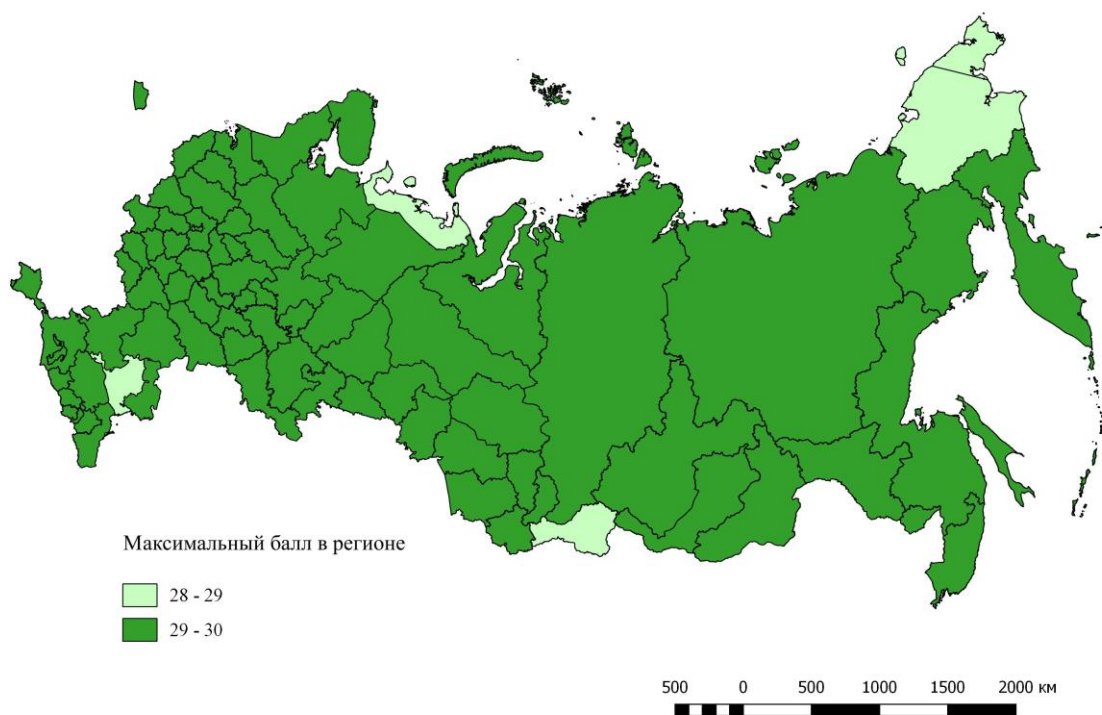 Максимальный балл в регионе
28 - 29
29 - 30
500 0 500 1000 1500 2000 км